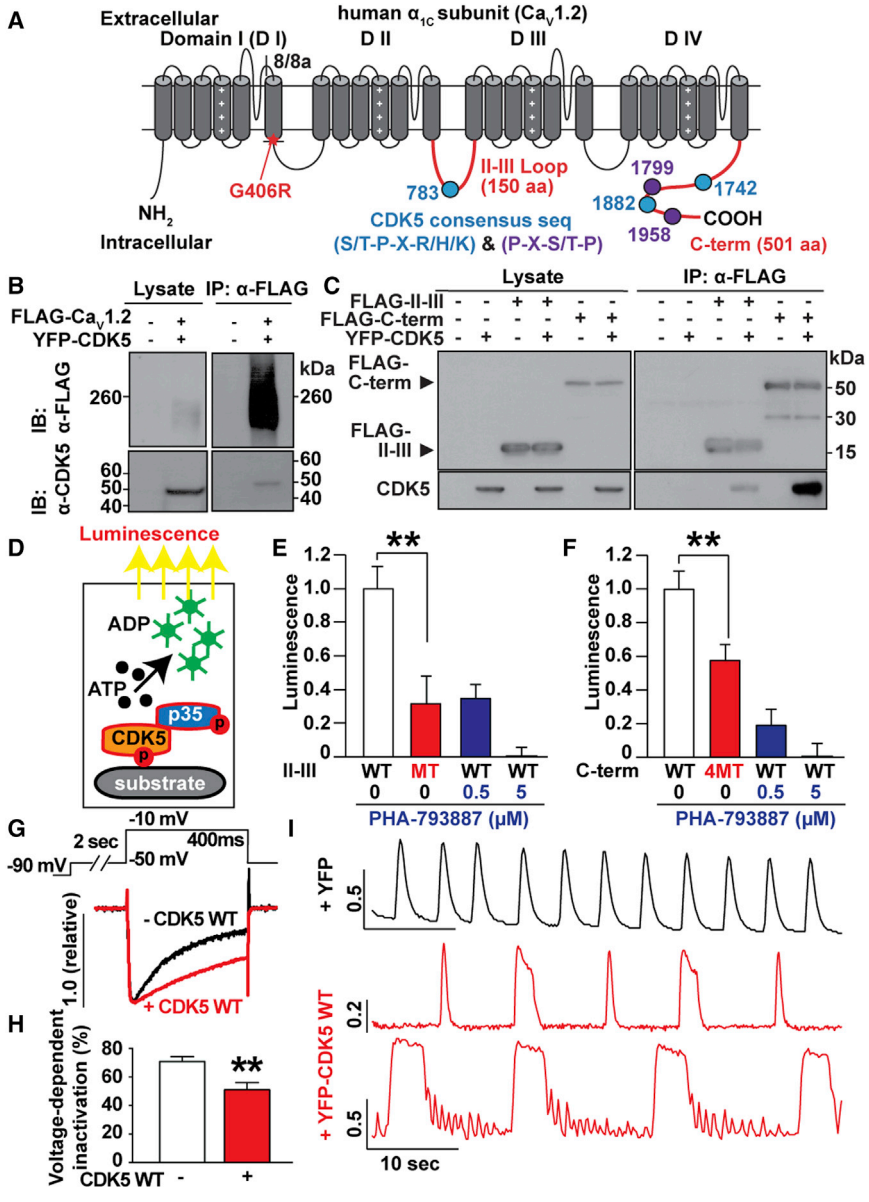 A
Extracellular
human α1C subunit (CaV1.2)
Domain I (D I)
D II
D III
D IV
8/8a
+ + + +
+ + + +
+ + + +
+ + + +
G406R
NH2
Intracellular
783
II-III Loop
(150 aa)
CDK5 consensus seq
(S/T-P-X-R/H/K) & (P-X-S/T-P)
1799
1742
1882
1958
COOH
C-term (501 aa)
B
Lysate IP: α-FLAG
FLAG-CaV1.2 - + - +
YFP-CDK5 - + - +
kDa
IB:
α-FLAG
260
260
IB:
α-CDK5
60
50
40
60
50
40
C
Lysate
IP: α-FLAG
FLAG-II-III - - + + - - - - + + - -
FLAG-C-term - - - - + + - - - - + +
YFP-CDK5 - + - + - + - + - + - +
FLAG-
C-term
FLAG-
II-III
CDK5
kDa
50
30
15
D
Luminescence
ADP
ATP
p35
p
CDK5
p
substrate
E
**
Luminescence
1.2
1.0
0.8
0.6
0.4
0.2
0
II-III WT MT WT WT
0 0 0.5 5
PHA-793887 (µM)
F
**
Luminescence
1.2
1.0
0.8
0.6
0.4
0.2
0
C-term WT 4MT WT WT
0 0 0.5 5
PHA-793887 (µM)
G
-10 mV
2 sec
400ms
-90 mV
-50 mV
1.0 (relative)
- CDK5 WT
+ CDK5 WT
H
Voltage-dependent
inactivation (%)
80
60
40
20
0
**
CDK5 WT - +
I
+ YFP
0.5
+ YFP-CDK5 WT
0.2
0.5
10 sec